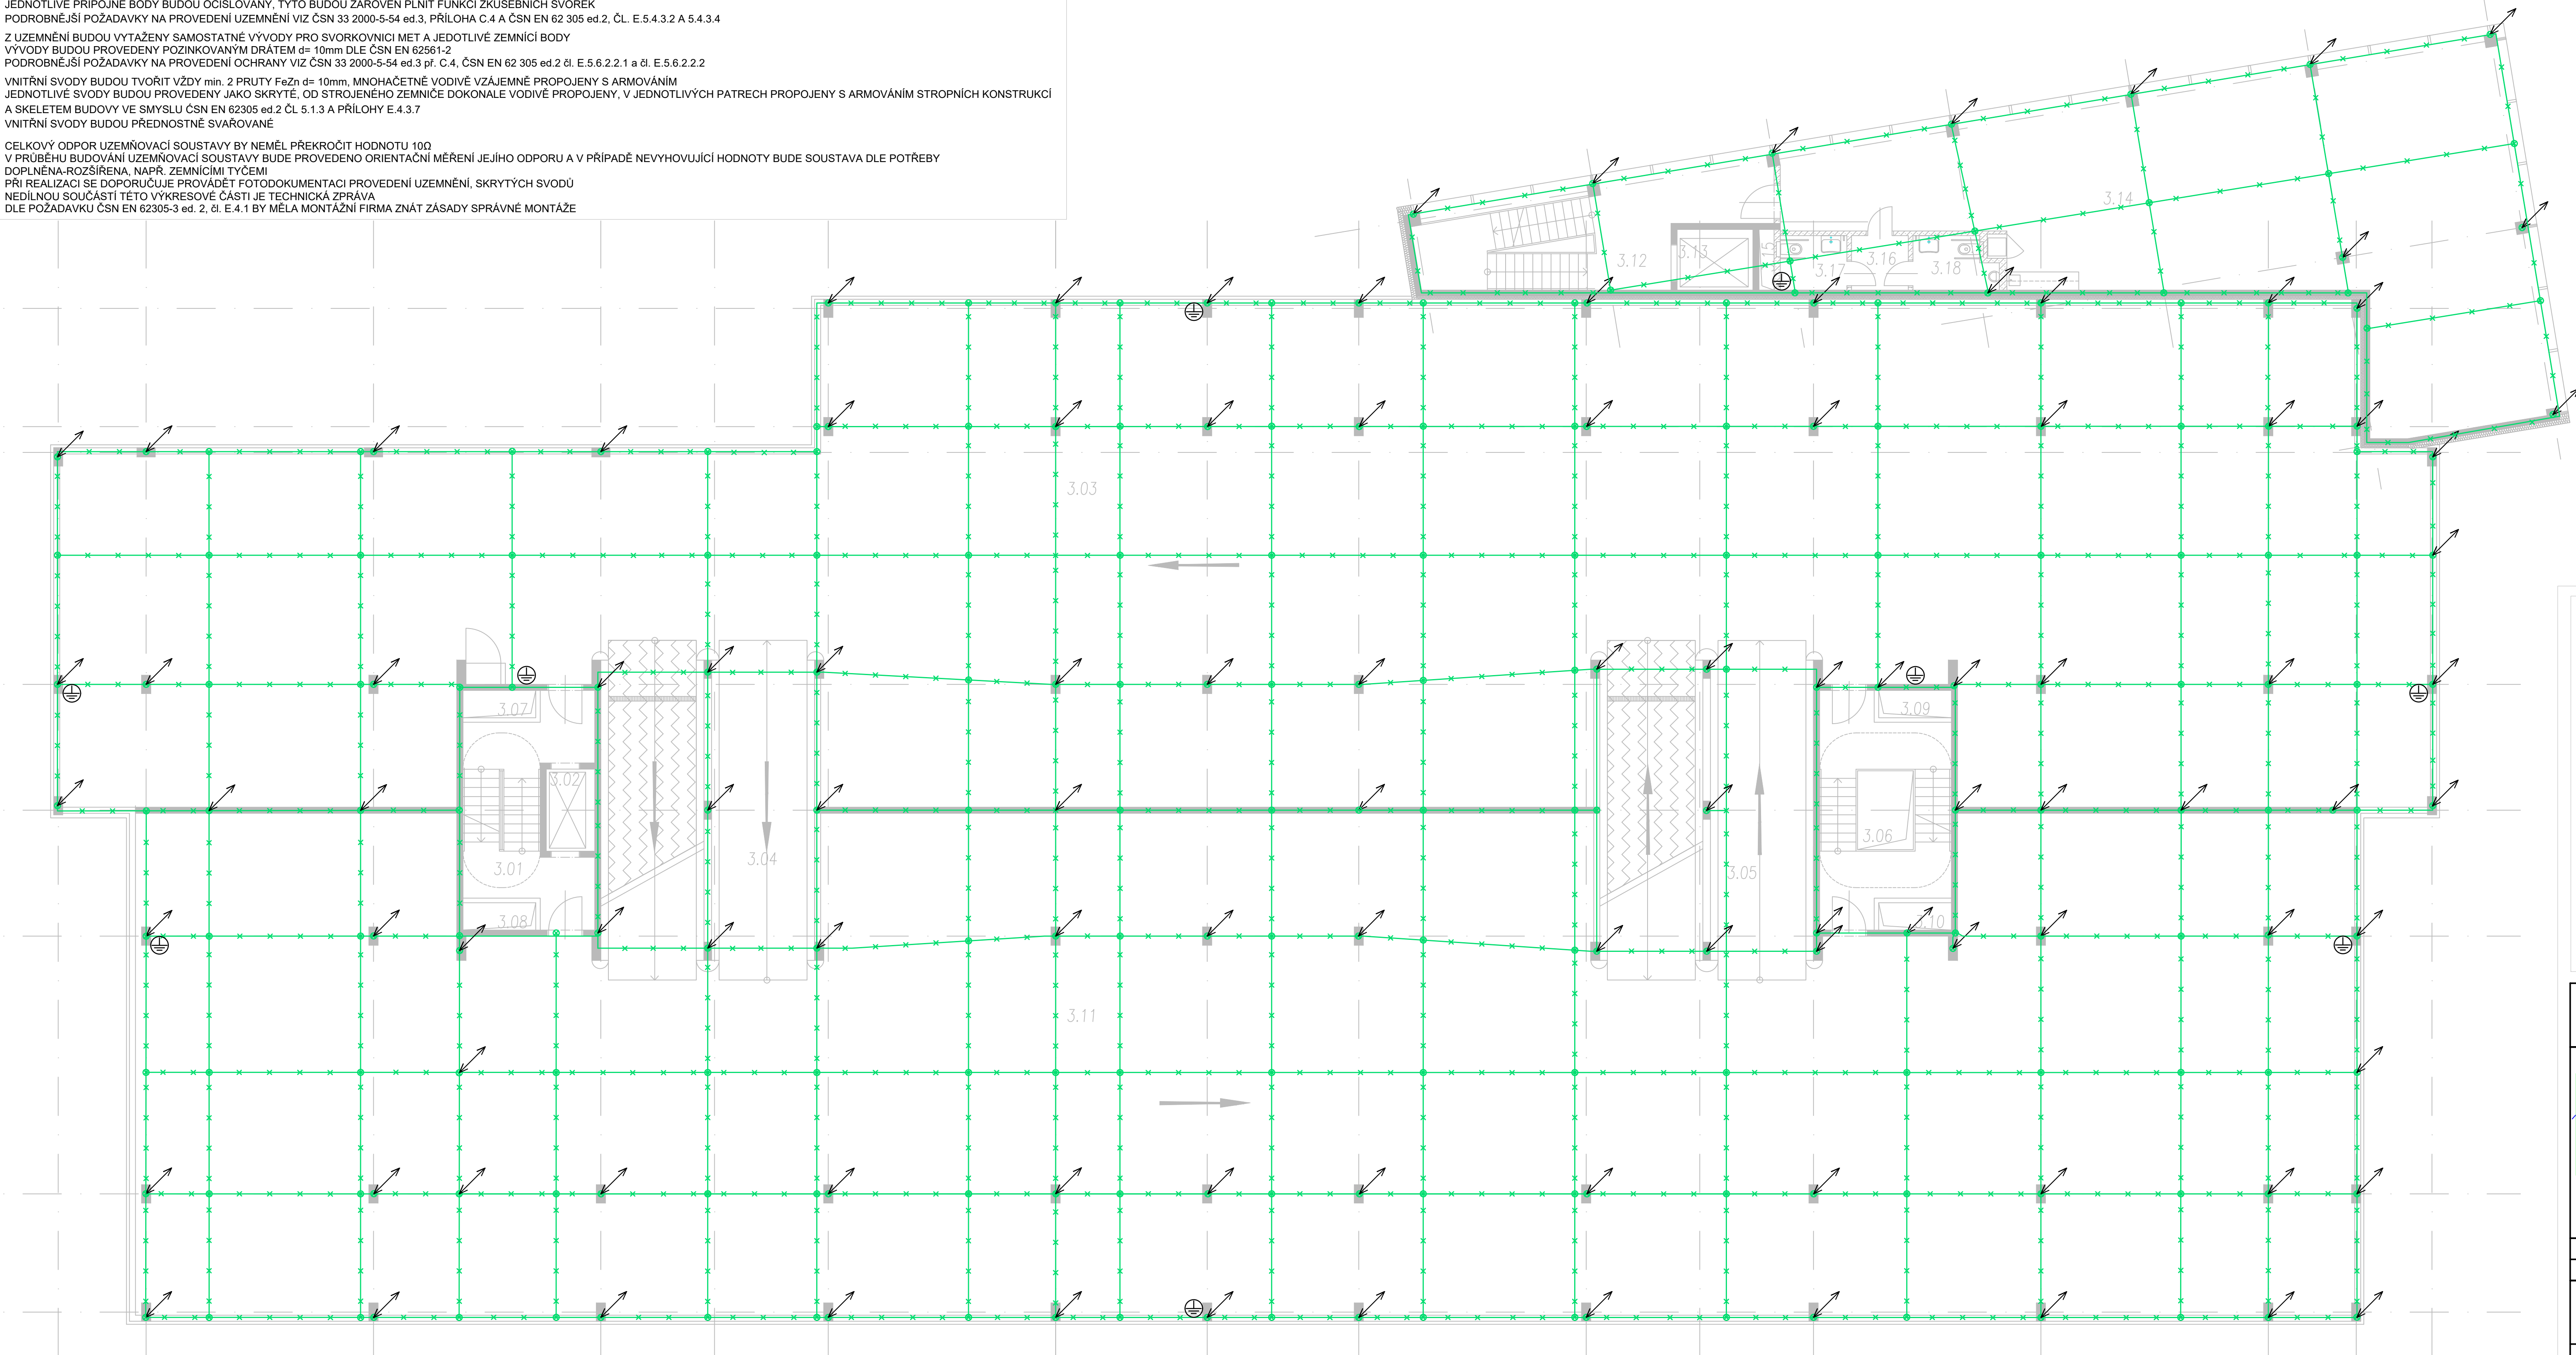 JEDNOTLIVÉ PŘÍPOJNÉ BODY BUDOU OČÍSLOVÁNY, TYTO BUDOU ZÁROVEŇ PLNIT FUNKCI ZKUŠEBNÍCH SVOREK
PODROBNĚJŠÍ POŽADAVKY NA PROVEDENÍ UZEMNĚNÍ VIZ ČSN 33 2000-5-54 ed.3, PŘÍLOHA C.4 A ČSN EN 62 305 ed.2, ČL. E.5.4.3.2 A 5.4.3.4
Z UZEMNĚNÍ BUDOU VYTAŽENY SAMOSTATNÉ VÝVODY PRO SVORKOVNICI MET A JEDOTLIVÉ ZEMNÍCÍ BODY
VÝVODY BUDOU PROVEDENY POZINKOVANÝM DRÁTEM d= 10mm DLE ČSN EN 62561-2
PODROBNĚJŠÍ POŽADAVKY NA PROVEDENÍ OCHRANY VIZ ČSN 33 2000-5-54 ed.3 př. C.4, ČSN EN 62 305 ed.2 čl. E.5.6.2.2.1 a čl. E.5.6.2.2.2
VNITŘNÍ SVODY BUDOU TVOŘIT VŽDY min. 2 PRUTY FeZn d= 10mm, MNOHAČETNĚ VODIVĚ VZÁJEMNĚ PROPOJENY S ARMOVÁNÍM
JEDNOTLIVÉ SVODY BUDOU PROVEDENY JAKO SKRYTÉ, OD STROJENÉHO ZEMNIČE DOKONALE VODIVĚ PROPOJENY, V JEDNOTLIVÝCH PATRECH PROPOJENY S ARMOVÁNÍM STROPNÍCH KONSTRUKCÍ
A SKELETEM BUDOVY VE SMYSLU ČSN EN 62305 ed.2 ČL 5.1.3 A PŘÍLOHY E.4.3.7
VNITŘNÍ SVODY BUDOU PŘEDNOSTNĚ SVAŘOVANÉ
CELKOVÝ ODPOR UZEMŇOVACÍ SOUSTAVY BY NEMĚL PŘEKROČIT HODNOTU 10Ω
V PRŮBĚHU BUDOVÁNÍ UZEMŇOVACÍ SOUSTAVY BUDE PROVEDENO ORIENTAČNÍ MĚŘENÍ JEJÍHO ODPORU A V PŘÍPADĚ NEVYHOVUJÍCÍ HODNOTY BUDE SOUSTAVA DLE POTŘEBY
DOPLNĚNA-ROZŠÍŘENA, NAPŘ. ZEMNÍCÍMI TYČEMI
PŘI REALIZACI SE DOPORUČUJE PROVÁDĚT FOTODOKUMENTACI PROVEDENÍ UZEMNĚNÍ, SKRYTÝCH SVODŮ
NEDÍLNOU SOUČÁSTÍ TÉTO VÝKRESOVÉ ČÁSTI JE TECHNICKÁ ZPRÁVA
DLE POŽADAVKU ČSN EN 62305-3 ed. 2, čl. E.4.1 BY MĚLA MONTÁŽNÍ FIRMA ZNÁT ZÁSADY SPRÁVNÉ MONTÁŽE
3.14
3.12
3.13
3.17
3.16
3.18
3.03
3.07
3.09
3.02
3.06
3.04
3.01
3.05
3.08
3.10
3.11